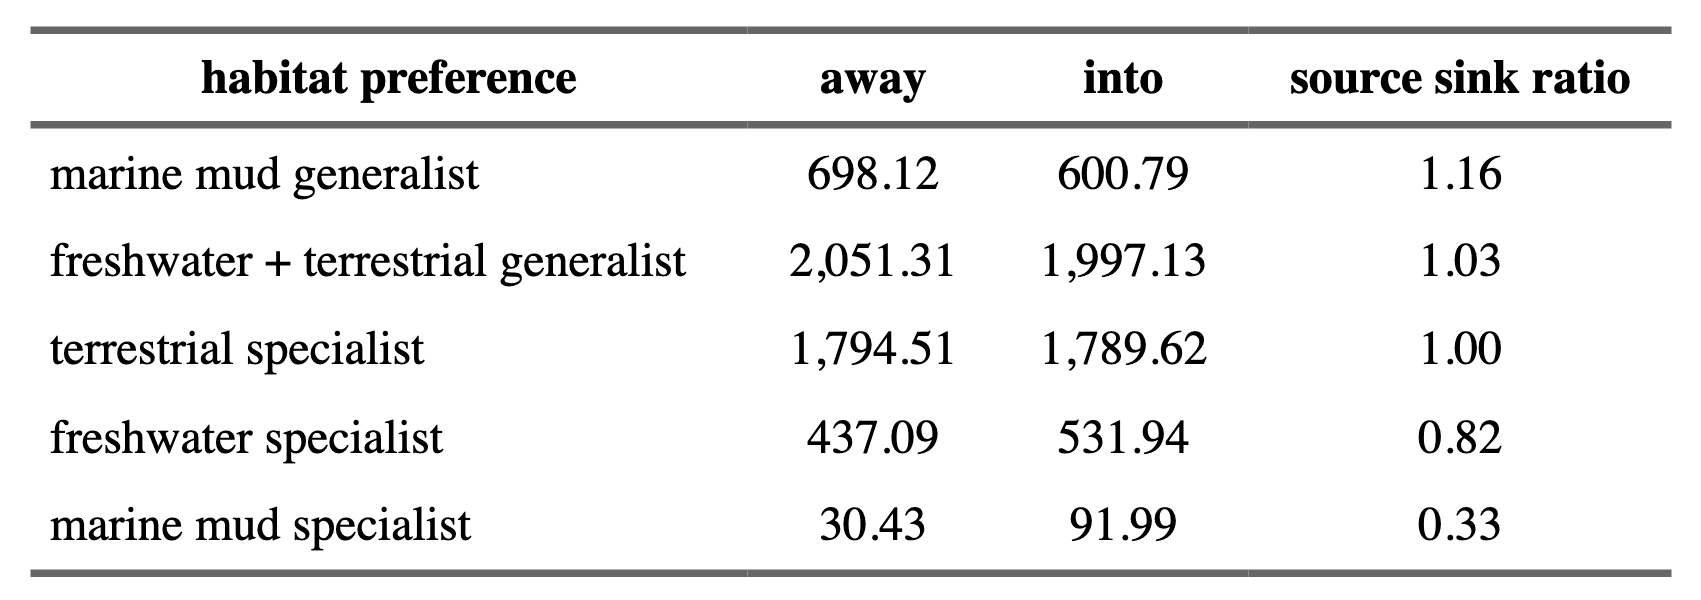 habitat preference away into source sink ratio
marine mud generalist 698.12 600.79 1.16
freshwater + terrestrial generalist 2,051.31 1,997.13 1.03
terrestrial specialist 1,794.51 1,789.62 1.00
freshwater specialist 437.09 531.94 0.82
marine mud specialist 30.43 91.99 0.33